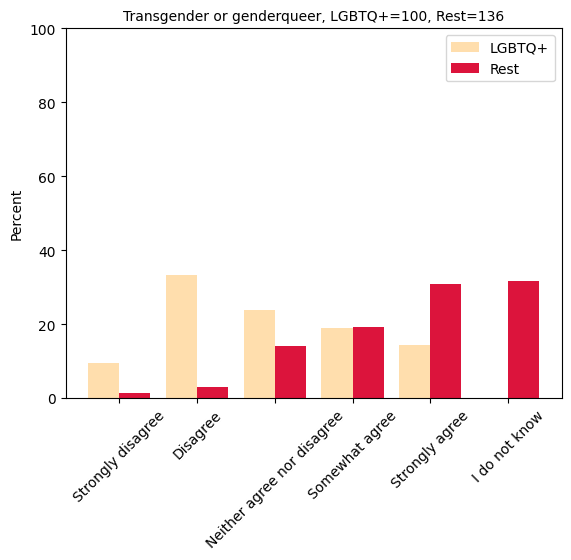 Transgender or genderqueer, LGBTQ+=100, Rest=136
100
80
60
40
20
0
Percent
LGBTQ+
Rest
Strongly disagree
Disagree
Neither agree nor disagree
Somewhat agree
Strongly agree
I do not know